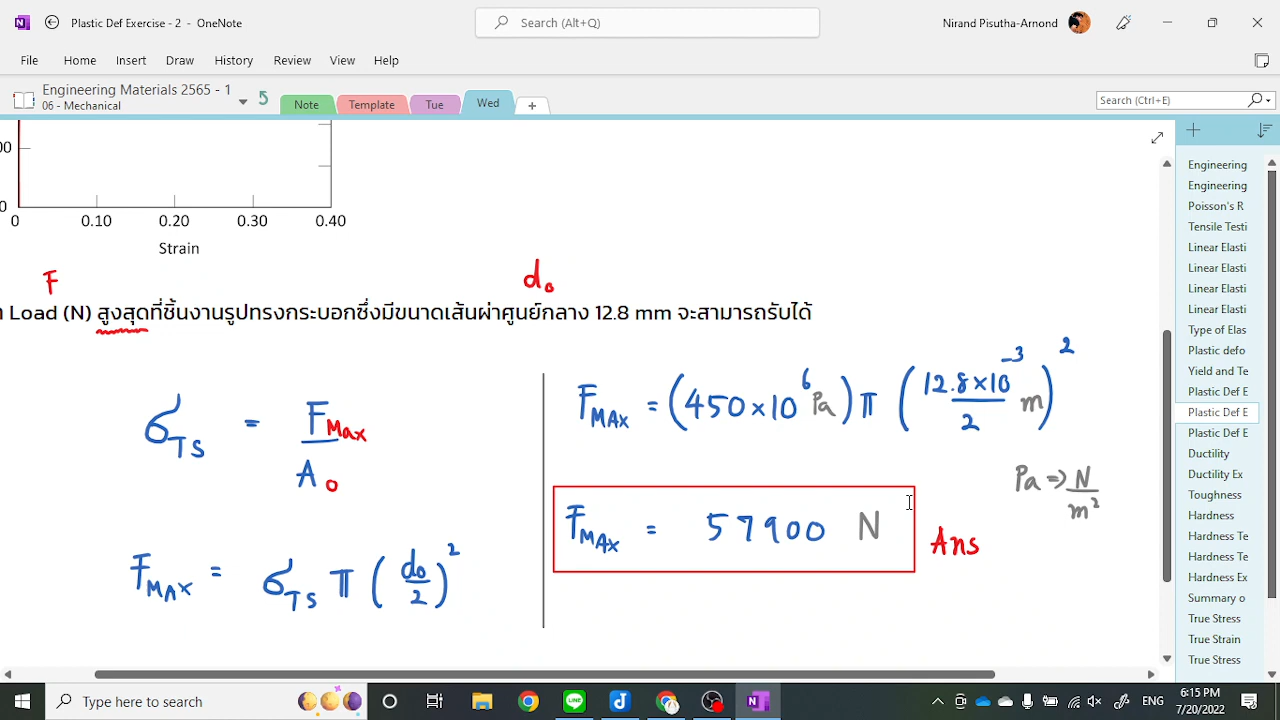 Plastic Def Exercise - 2 - OneNote
Search (Alt+Q)
Nirand Pisutha-Arnond
File Home Insert Draw History Review View Help
Engineering Materials 2565 - 1
06 - Mechanical
Note Template Tue Wed +
Search (Ctrl+E)
00
0
0 0.10 0.20 0.30 0.40
Strain
F
d₀
Load (N) สูงสุดที่ชิ้นงานรูปทรงกระบอกซึ่งมีขนาดเส้นผ่าศูนย์กลาง 12.8 mm จะสามารถรับได้
σ_TS = F_Max / A₀
F_MAX = σ_TS π (d₀/2)²
F_MAX = (450×10⁶ Pa) π (12.8×10⁻³/2 m)²
Pa => N/m²
F_MAX = 57900 N
Ans
Engineering
Engineering
Poisson's R
Tensile Testi
Linear Elasti
Linear Elasti
Linear Elasti
Linear Elasti
Type of Elas
Plastic defo
Yield and Te
Plastic Def E
Plastic Def E
Plastic Def E
Ductility
Ductility Ex
Toughness
Hardness
Hardness Te
Hardness Te
Hardness Ex
Summary o
True Stress
True Strain
True Stress
Type here to search
ENG
6:15 PM
7/20/2022